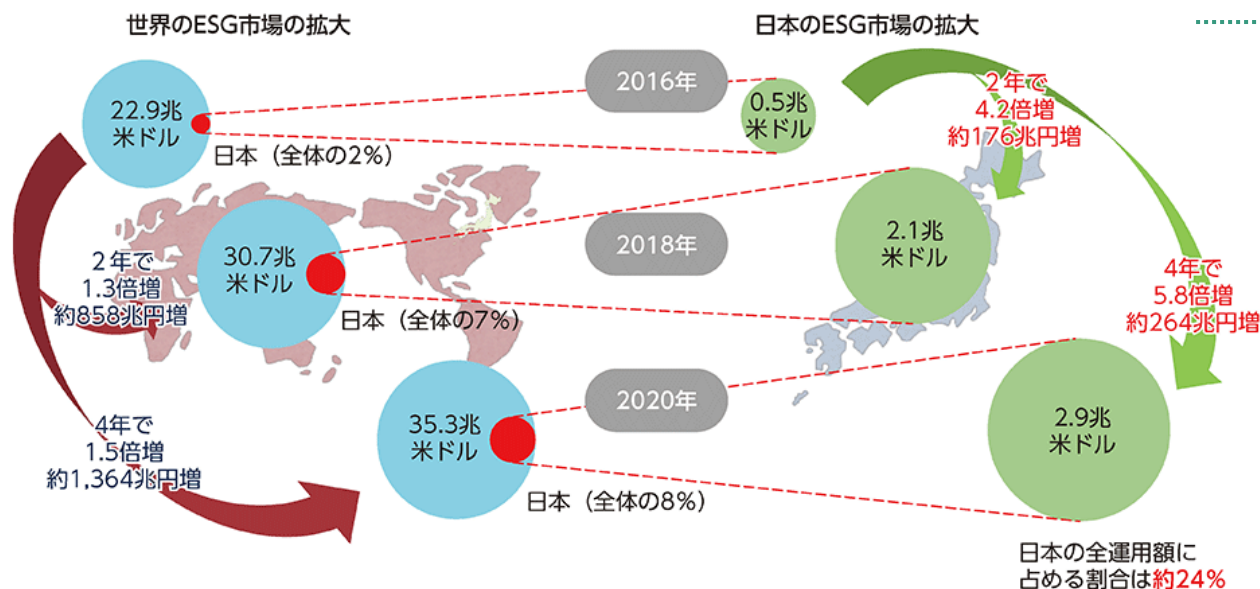 世界のESG市場の拡大
日本のESG市場の拡大
2016年
22.9兆
米ドル
日本（全体の2%）
0.5兆
米ドル
2年で
4.2倍増
約176兆円増
2018年
30.7兆
米ドル
日本（全体の7%）
2.1兆
米ドル
2年で
1.3倍増
約858兆円増
4年で
5.8倍増
約264兆円増
2020年
35.3兆
米ドル
日本（全体の8%）
2.9兆
米ドル
4年で
1.5倍増
約1,364兆円増
日本の全運用額に
占める割合は約24%